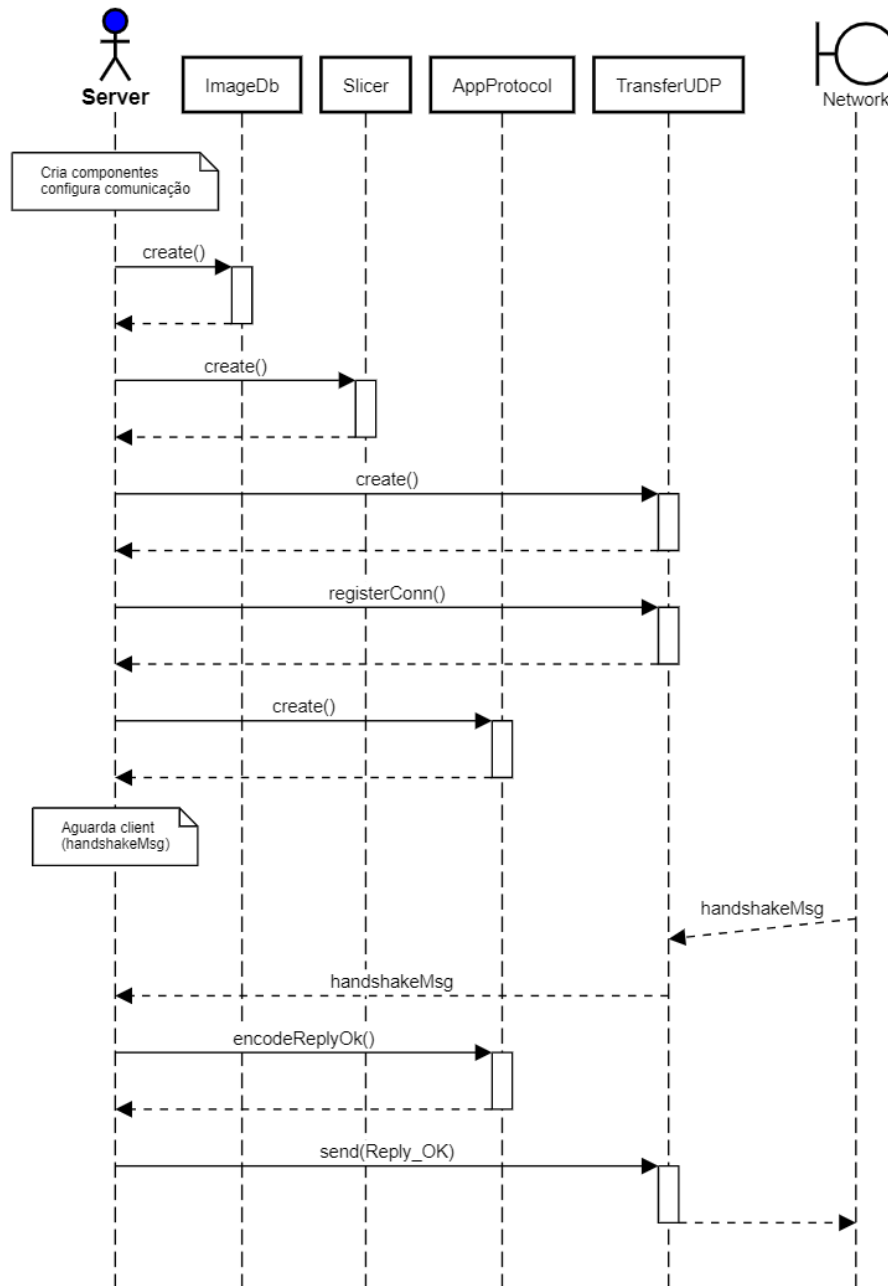 Server
ImageDb
Slicer
AppProtocol
TransferUDP
Network
Cria componentes
configura comunicação
create()
create()
create()
registerConn()
create()
Aguarda client
(handshakeMsg)
handshakeMsg
handshakeMsg
encodeReplyOk()
send(Reply_OK)